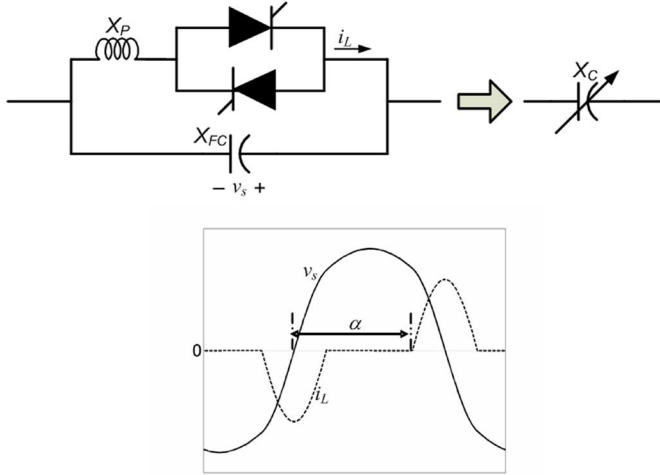 X_P
i_L
X_FC
− v_s +
X_C
v_s
α
0
i_L